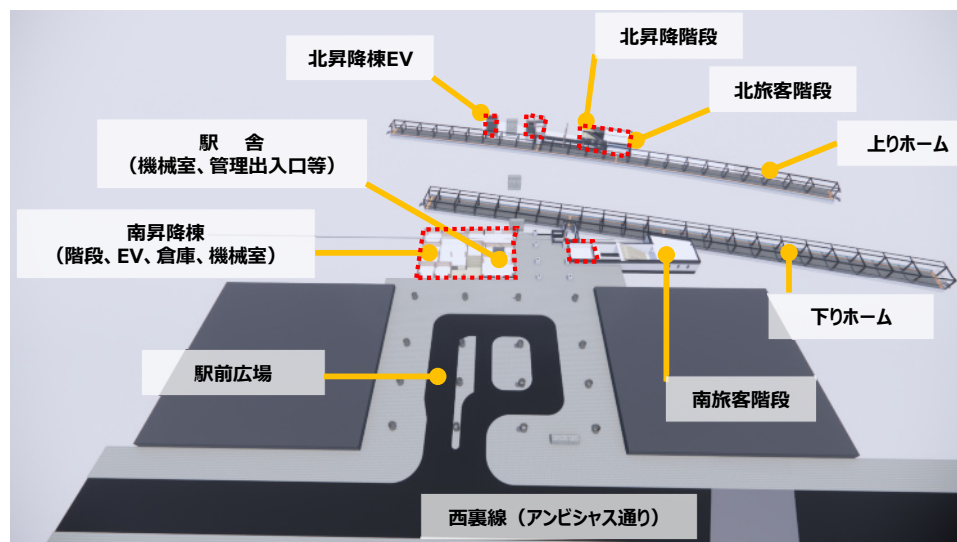 北昇降階段
北昇降棟EV
北旅客階段
駅　舎
（機械室、管理出入口等）
上りホーム
南昇降棟
（階段、EV、倉庫、機械室）
下りホーム
駅前広場
南旅客階段
西裏線（アンビシャス通り）